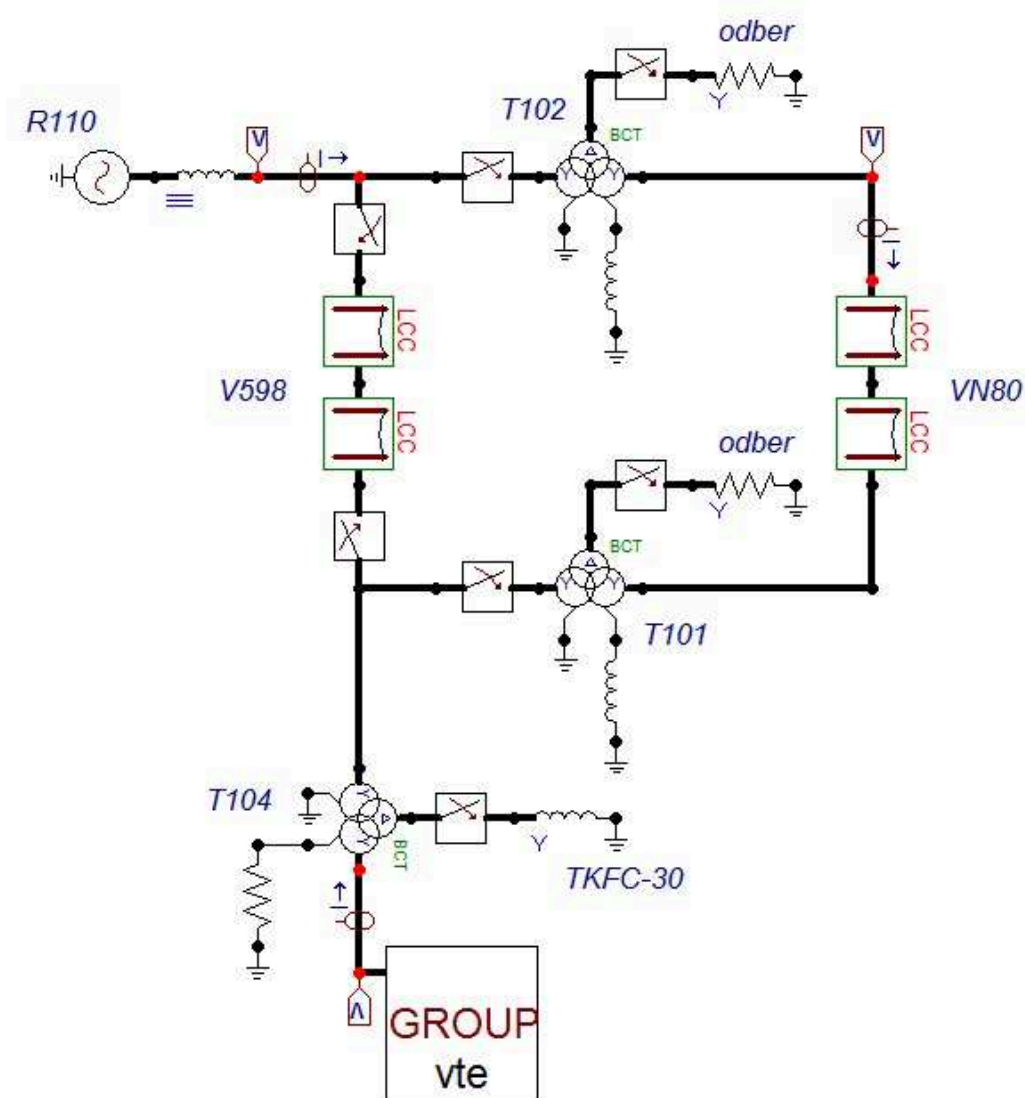 odber
T102
R110
BCT
V
V
I
Y
Y Y
I
LCC
LCC
V598
VN80
LCC
LCC
odber
BCT
Y
Y Y
T101
T104
Y
Y
BCT
Y
TKFC-30
I
V
GROUP
vte